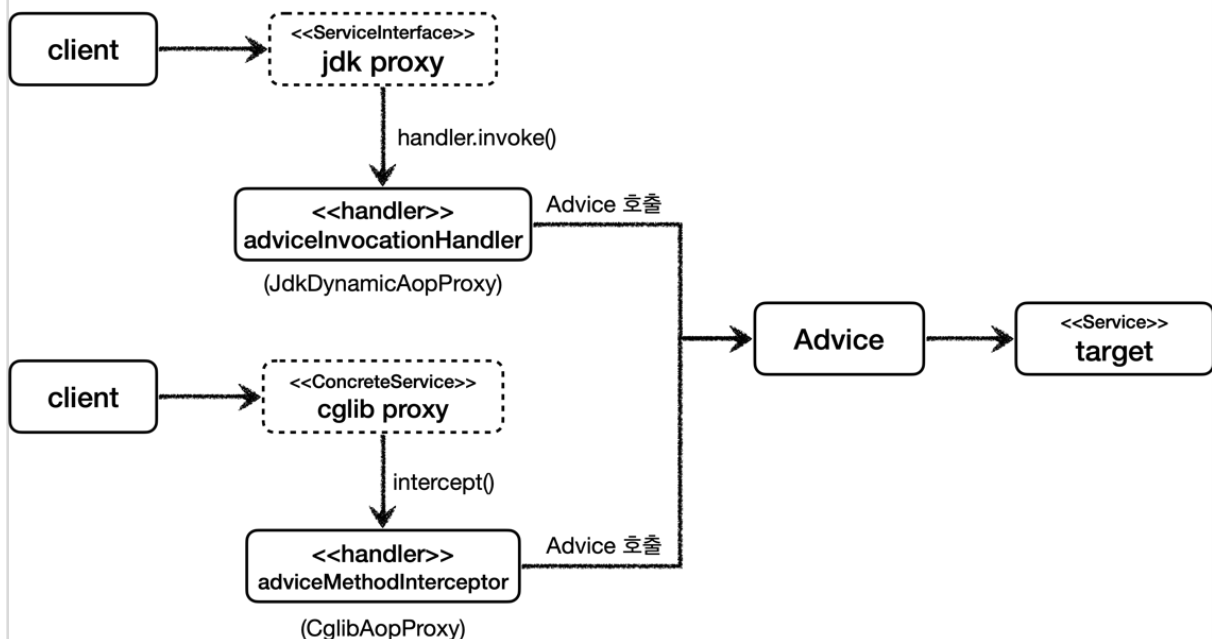 client
<<ServiceInterface>>
jdk proxy
handler.invoke()
<<handler>>
adviceInvocationHandler
(JdkDynamicAopProxy)
Advice 호출
client
<<ConcreteService>>
cglib proxy
intercept()
<<handler>>
adviceMethodInterceptor
(CglibAopProxy)
Advice 호출
Advice
<<Service>>
target